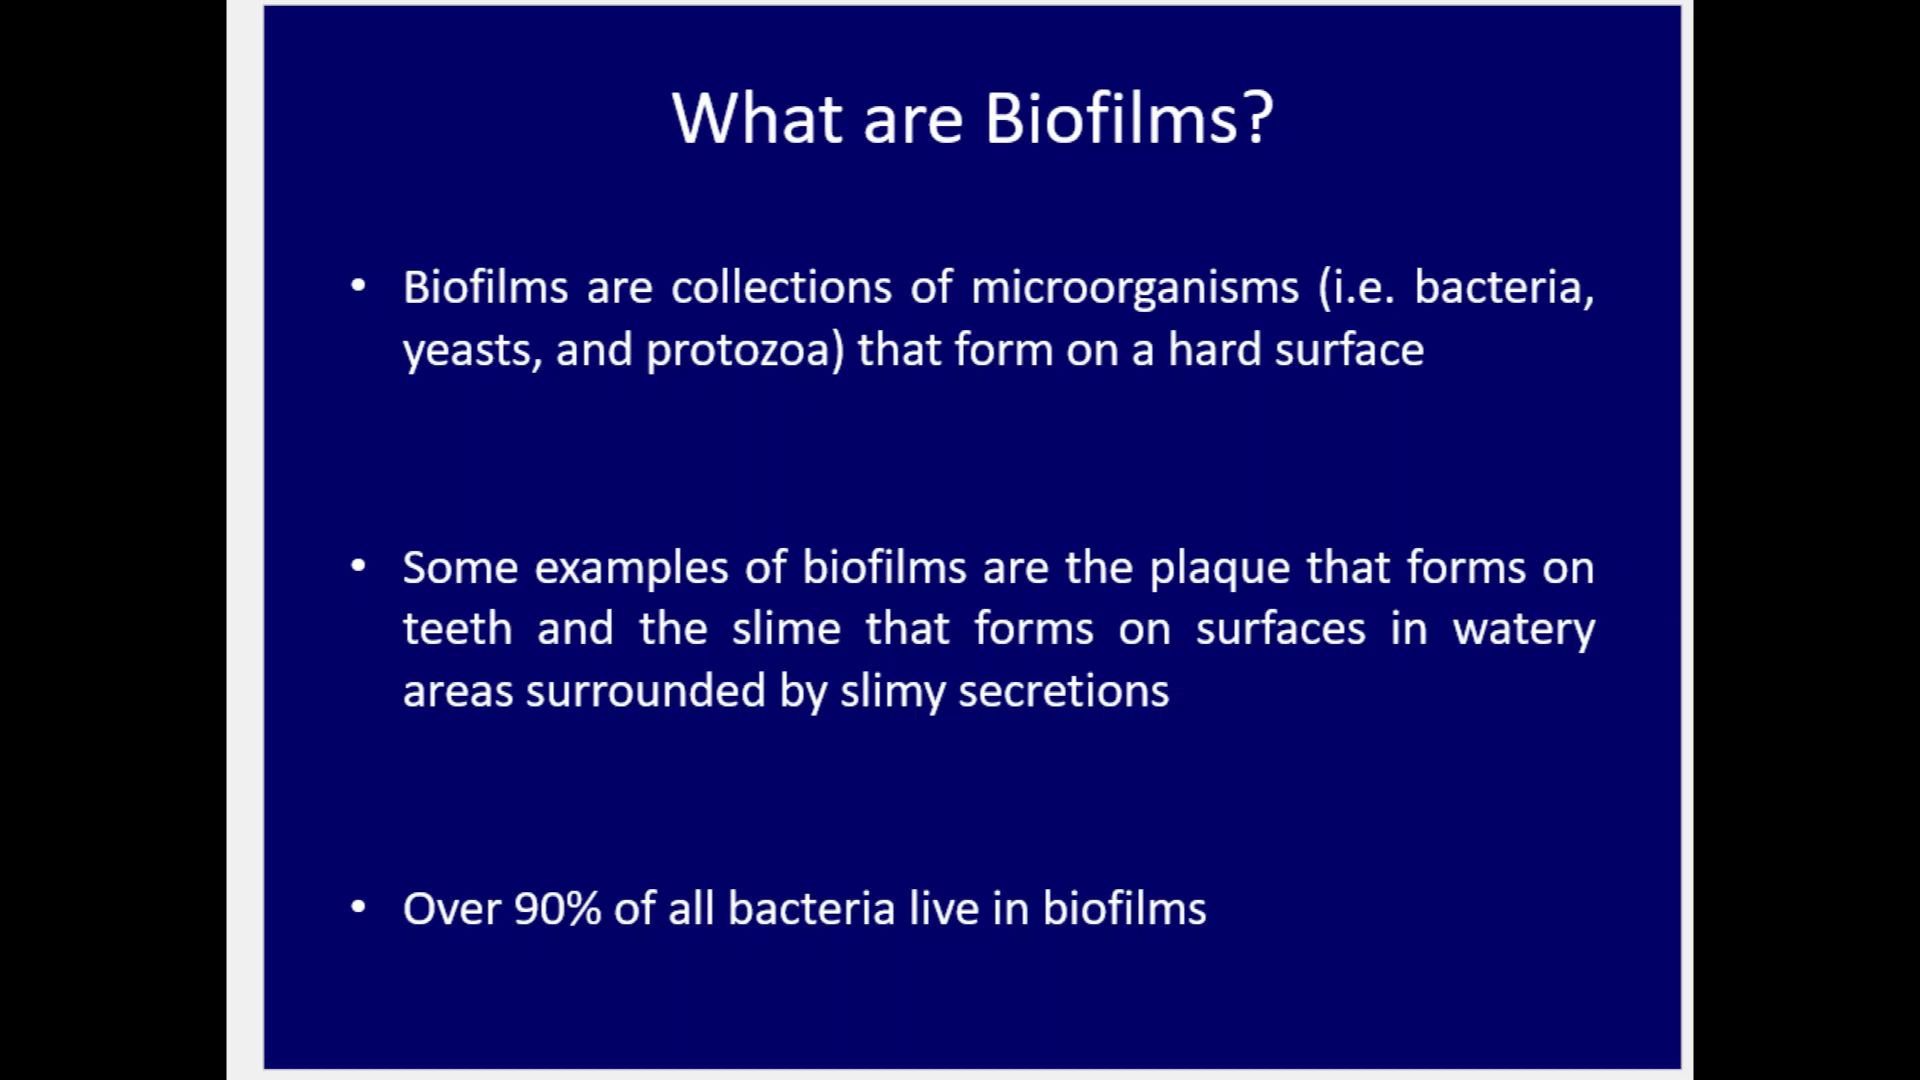 What are Biofilms?
• Biofilms are collections of microorganisms (i.e. bacteria,
yeasts, and protozoa) that form on a hard surface
• Some examples of biofilms are the plaque that forms on
teeth and the slime that forms on surfaces in watery
areas surrounded by slimy secretions
• Over 90% of all bacteria live in biofilms